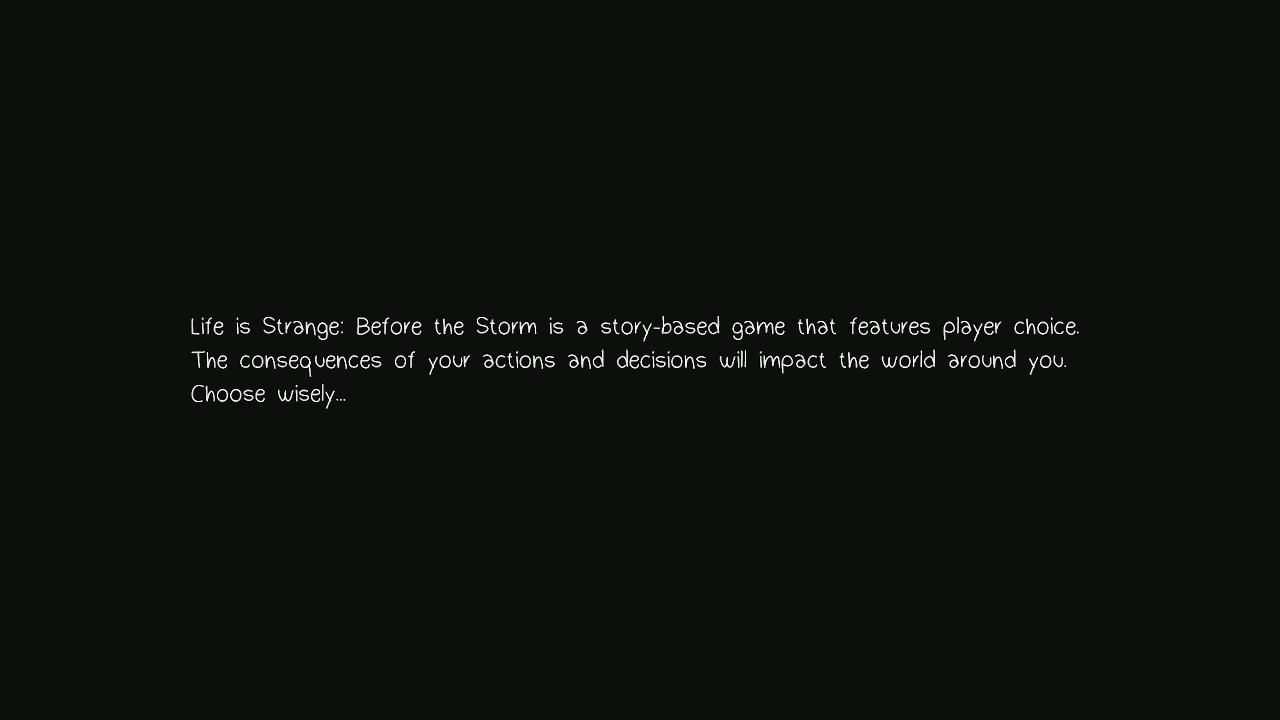 Life is Strange: Before the Storm is a story-based game that features player choice.
The consequences of your actions and decisions will impact the world around you.
Choose wisely...